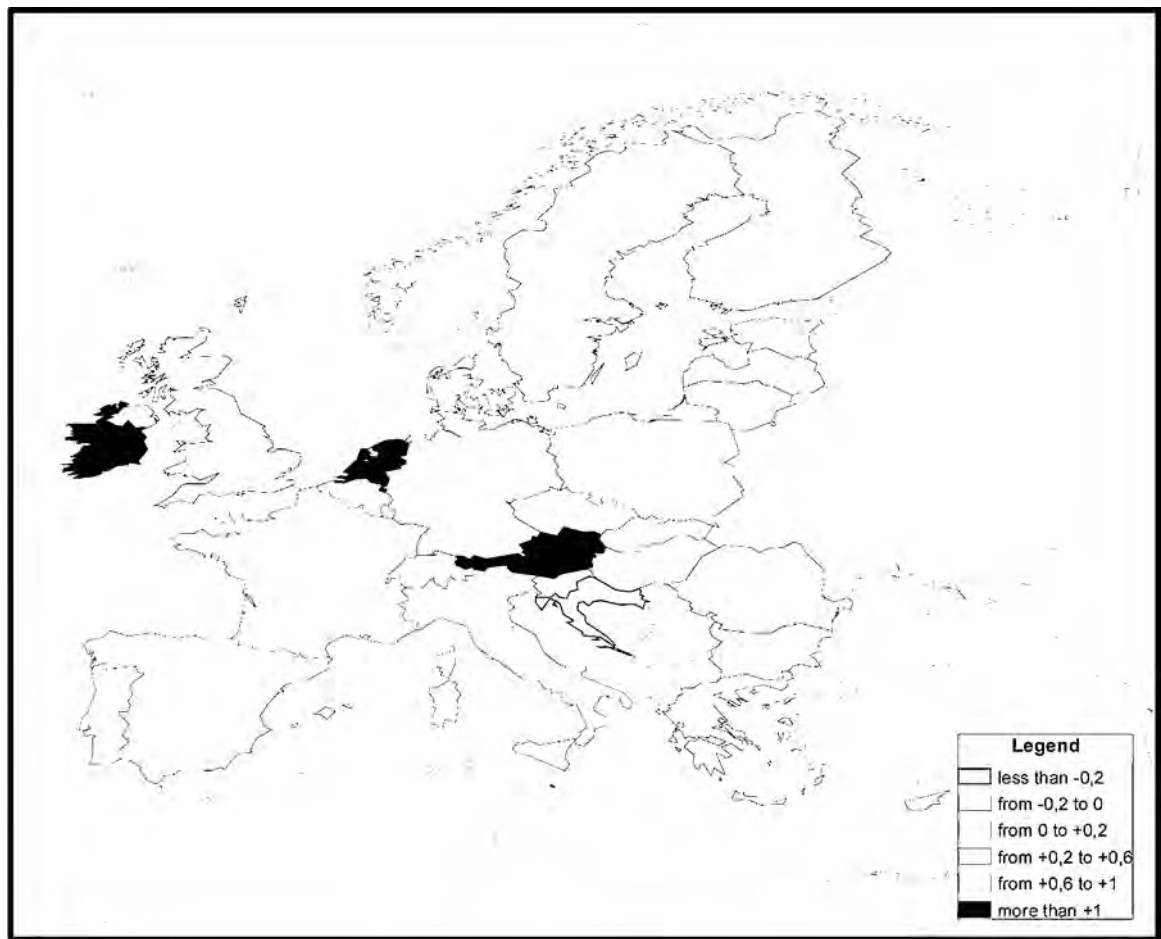 Legend
less than -0,2
from -0,2 to 0
from 0 to +0,2
from +0,2 to +0,6
from +0,6 to +1
more than +1